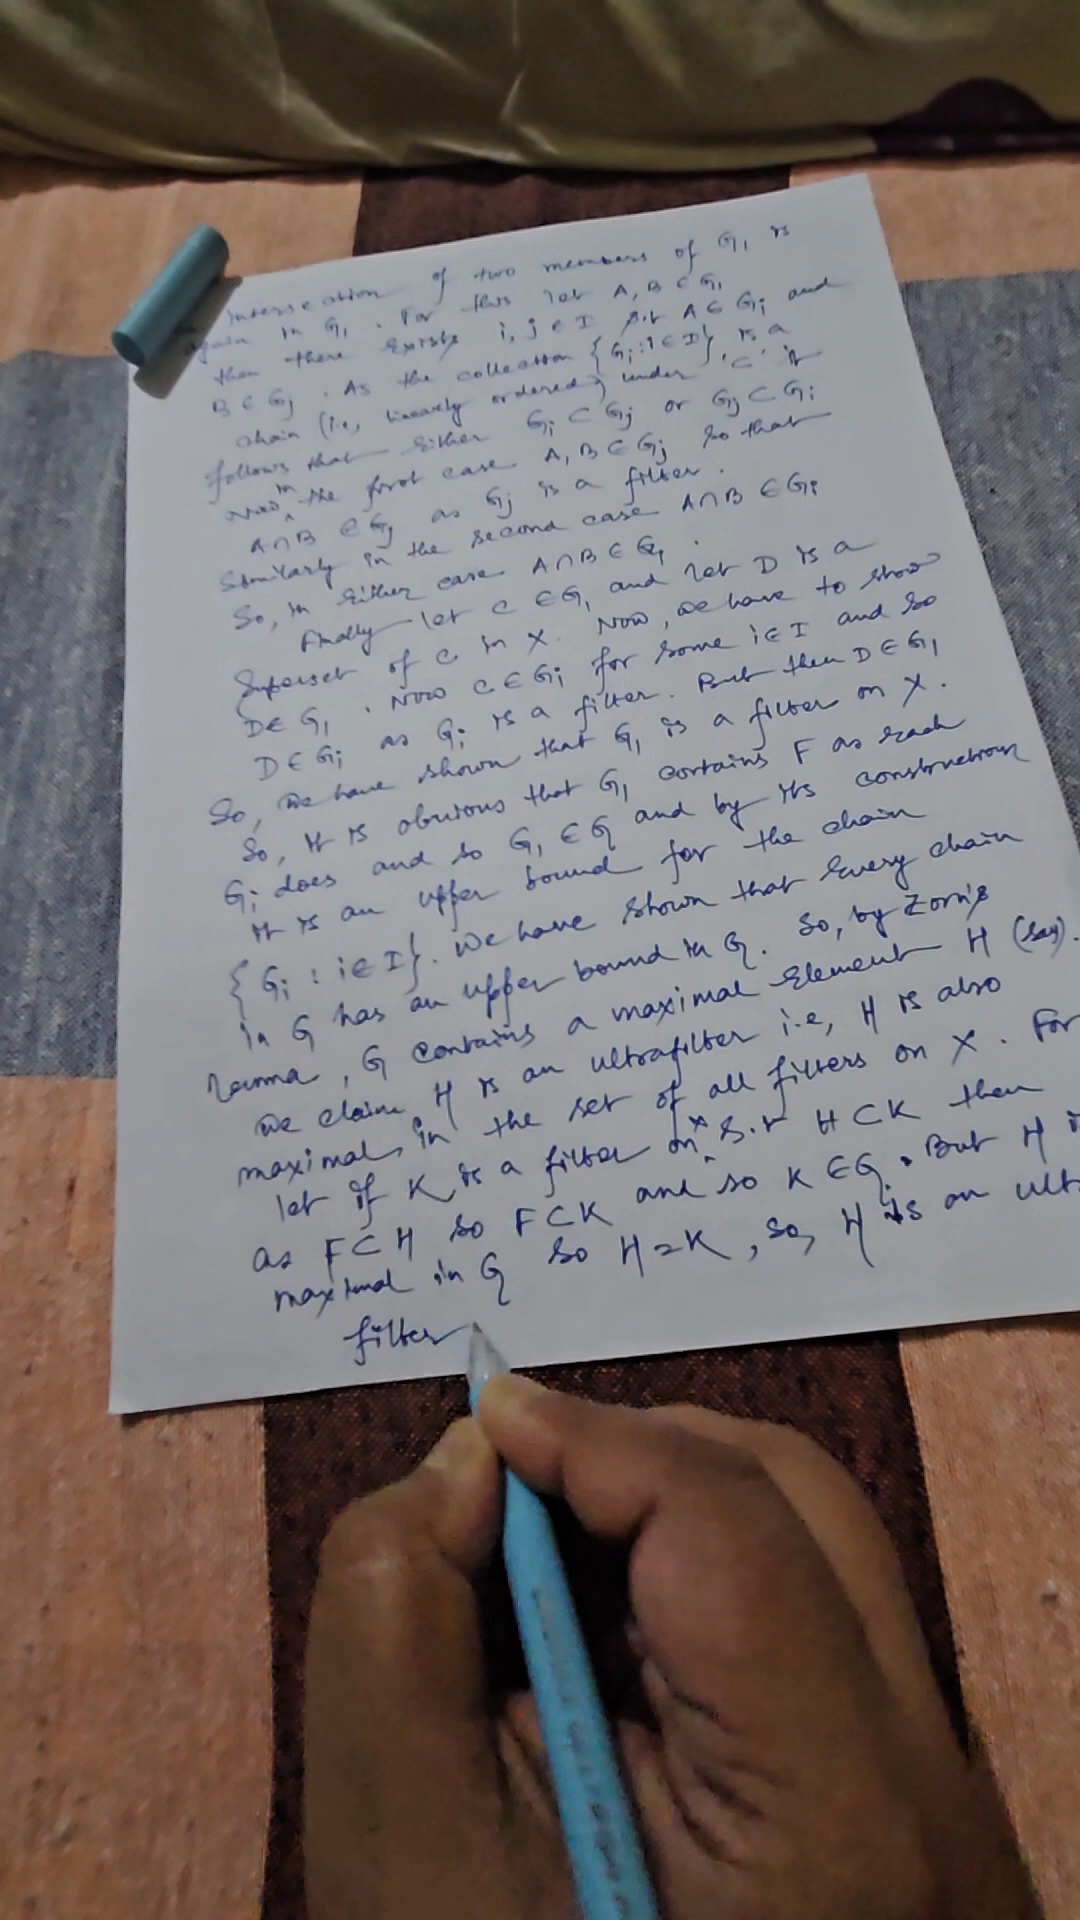 intersection of two members of G₁ is
again in G₁. For this let A, B ∈ G₁
then there exists i, j ∈ I s.t A ∈ Gi and
B ∈ Gj. As the collection {Gi : i ∈ I} is a
chain (i.e, linearly ordered) under '⊂' it
follows that either Gi ⊂ Gj or Gj ⊂ Gi
Now in the first case A, B ∈ Gj so that
A∩B ∈ Gj as Gj is a filter.
Similarly in the second case A∩B ∈ Gi
So, in either case A∩B ∈ G₁.
Finally let C ∈ G₁ and let D is a
superset of C in X. Now, we have to show
D ∈ G₁. Now C ∈ Gi for some i ∈ I and so
D ∈ Gi as Gi is a filter. But then D ∈ G₁
So, we have shown that G₁ is a filter on X.
So, it is obvious that G₁ contains F as each
Gi does and so G₁ ∈ G and by its construction
it is an upper bound for the chain
{Gi : i ∈ I}. We have shown that every chain
in G has an upper bound in G. So, by Zorn's
lemma, G contains a maximal element H (say).
We claim, H is an ultrafilter i.e, H is also
maximal in the set of all filters on X. For
let if K is a filter on X s.t H⊂K then
as F⊂H so F⊂K and so K ∈ G. But H is
maximal in G so H=K, so, H is an ultra
filter